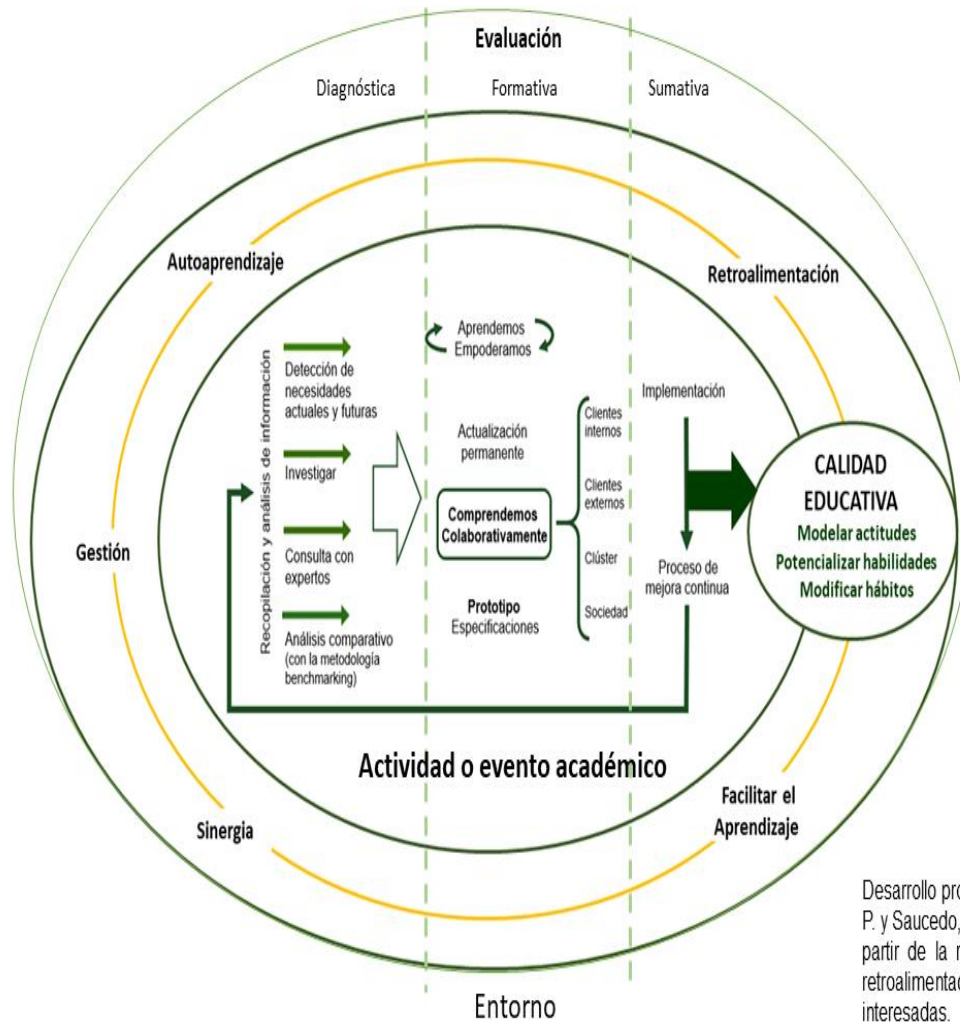 Evaluación
Diagnóstica
Formativa
Sumativa
Autoaprendizaje
Retroalimentación
Gestión
Sinergia
Facilitar el
Aprendizaje
Recopilación y análisis de información
Detección de
necesidades
actuales y futuras
Investigar
Consulta con
expertos
Análisis comparativo
(con la metodología
benchmarking)
Aprendemos
Empoderamos
Actualización
permanente
Comprendemos
Colaborativamente
Prototipo
Especificaciones
Clientes
internos
Clientes
externos
Clúster
Sociedad
Implementación
Proceso de
mejora continua
CALIDAD
EDUCATIVA
Modelar actitudes
Potencializar habilidades
Modificar hábitos
Actividad o evento académico
Entorno
Desarrollo
P. y Saucedo,
partir de la
interesadas.